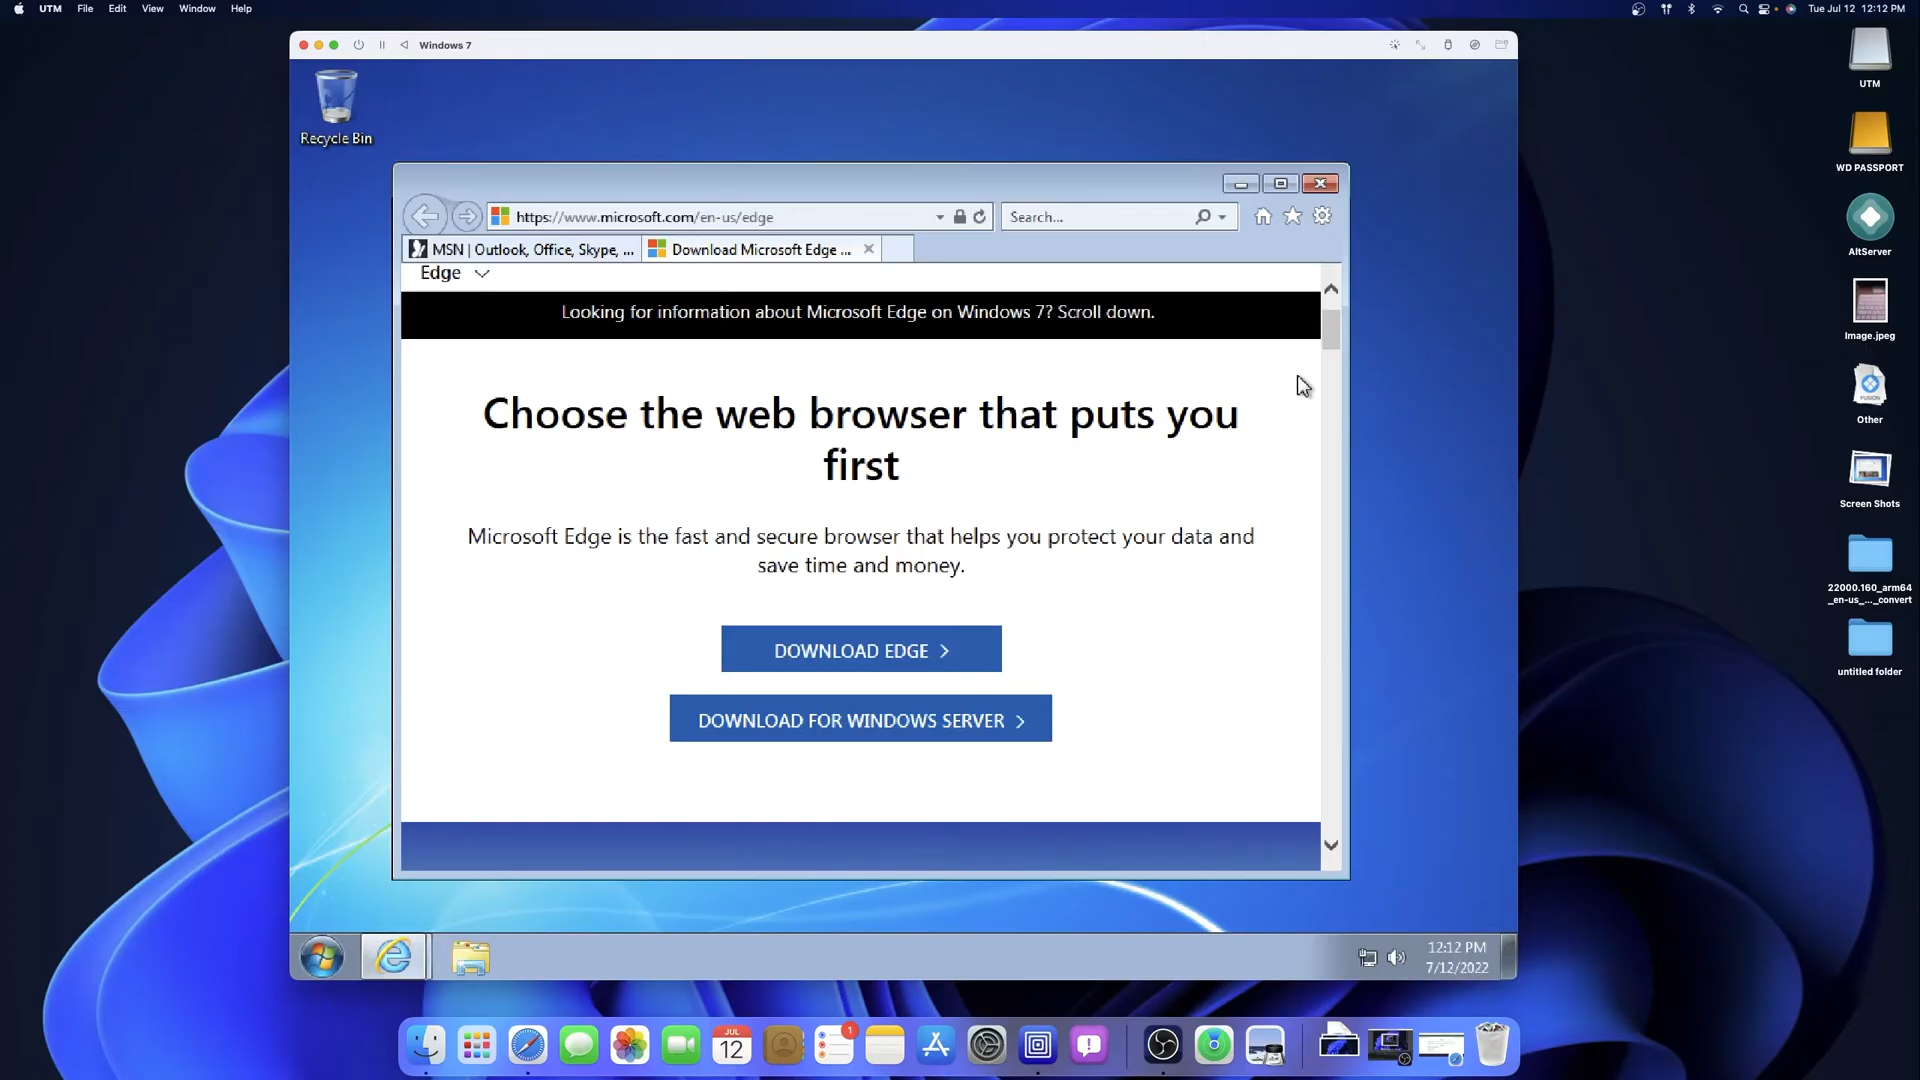 UTM File Edit View Window Help
Tue Jul 12 12:12 PM
Windows 7
Recycle Bin
https://www.microsoft.com/en-us/edge
Search...
MSN | Outlook, Office, Skype, ...
Download Microsoft Edge ...
Edge
Looking for information about Microsoft Edge on Windows 7? Scroll down.
Choose the web browser that puts you
first
Microsoft Edge is the fast and secure browser that helps you protect your data and
save time and money.
DOWNLOAD EDGE >
DOWNLOAD FOR WINDOWS SERVER >
12:12 PM
7/12/2022
UTM
WD PASSPORT
AltServer
Image.jpeg
FUSION
Other
Screen Shots
22000.160_arm64
_en-us_..._convert
untitled folder
JUL
12
1